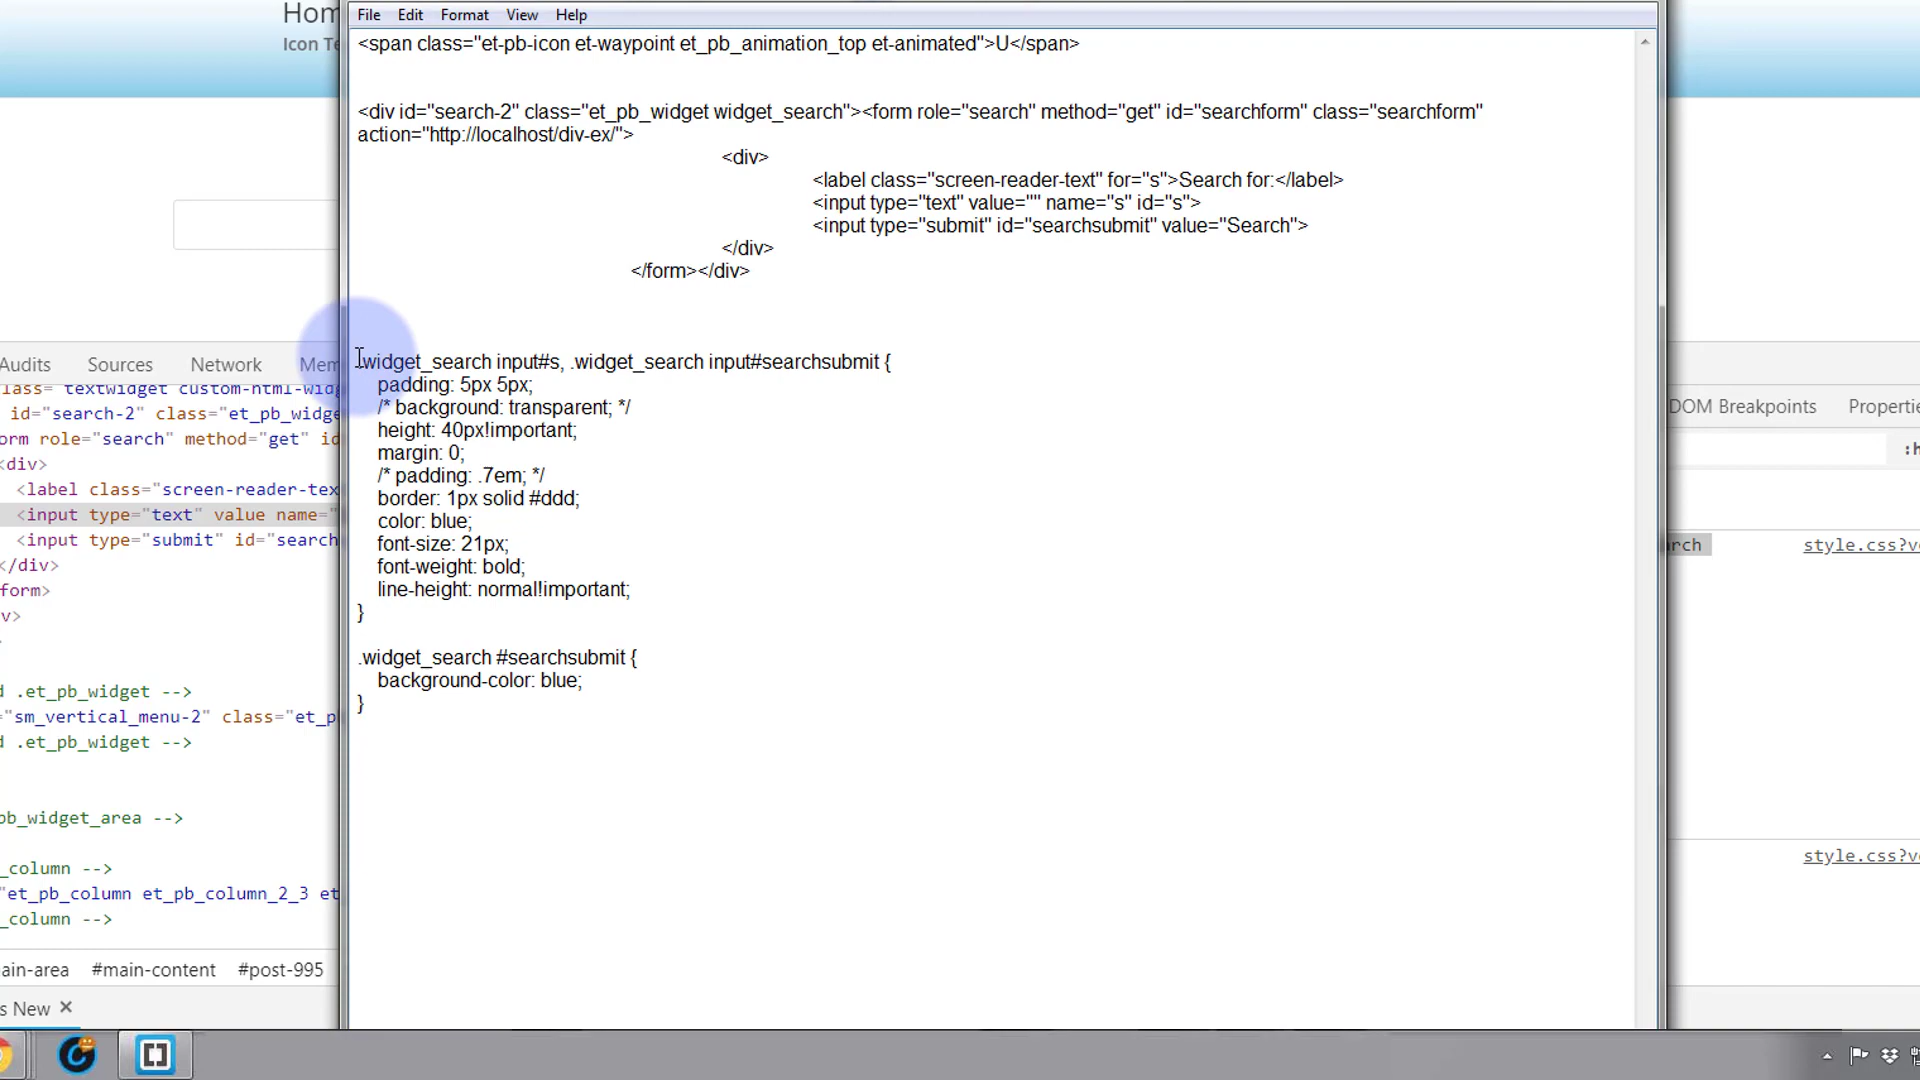 Hom
Icon Te
File Edit Format View Help
<span class="et-pb-icon et-waypoint et_pb_animation_top et-animated">U</span>
<div id="search-2" class="et_pb_widget widget_search"><form role="search" method="get" id="searchform" class="searchform"
action="http://localhost/div-ex/">
<div>
<label class="screen-reader-text" for="s">Search for:</label>
<input type="text" value="" name="s" id="s">
<input type="submit" id="searchsubmit" value="Search">
</div>
</form></div>
.widget_search input#s, .widget_search input#searchsubmit {
padding: 5px 5px;
/* background: transparent; */
height: 40px!important;
margin: 0;
/* padding: .7em; */
border: 1px solid #ddd;
color: blue;
font-size: 21px;
font-weight: bold;
line-height: normal!important;
}
.widget_search #searchsubmit {
background-color: blue;
}
Audits Sources Network Mem
lass="textwidget custom-html-widg
id="search-2" class="et_pb_widge
orm role="search" method="get" id
<div>
<label class="screen-reader-tex
<input type="text" value name="
<input type="submit" id="search
</div>
form>
v>
d .et_pb_widget -->
="sm_vertical_menu-2" class="et_p
d .et_pb_widget -->
pb_widget_area -->
_column -->
"et_pb_column et_pb_column_2_3 et
_column -->
ain-area #main-content #post-995
s New ×
DOM Breakpoints Propertie
:h
arch style.css?v
style.css?v